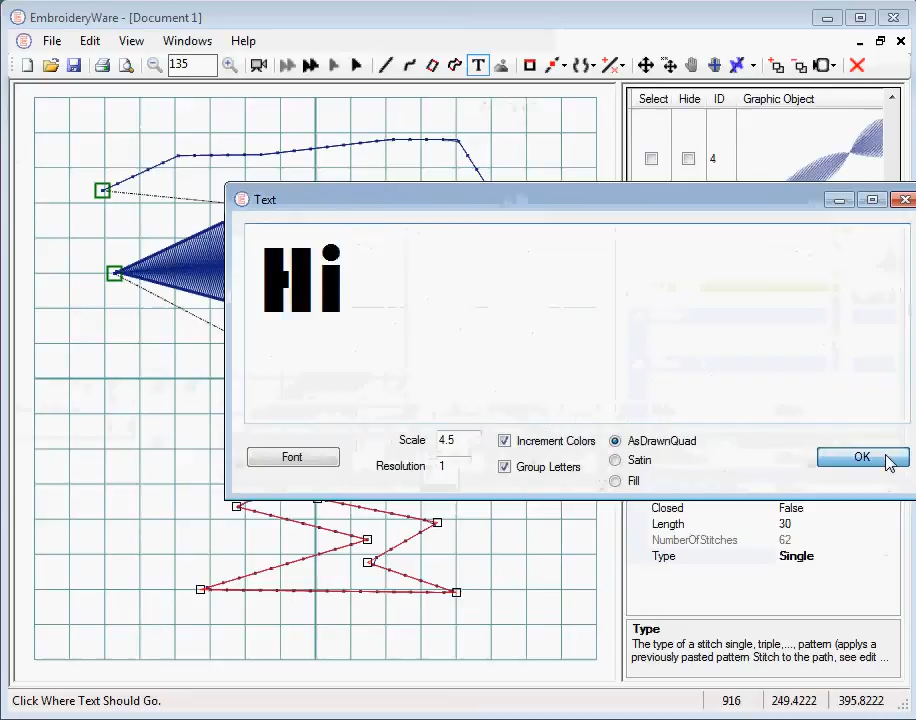 EmbroideryWare - [Document 1]
File Edit View Windows Help
135 T
Select Hide ID Graphic Object
4
Text
Hi
Scale 4.5 Increment Colors AsDrawnQuad
Font Resolution 1 Group Letters Satin OK
Fill
Closed False
Length 30
NumberOfStitches 62
Type Single
Type
The type of a stitch single, triple,..., pattern (applys a
previously pasted pattern Stitch to the path, see edit ...
Click Where Text Should Go. 916 249.4222 395.8222